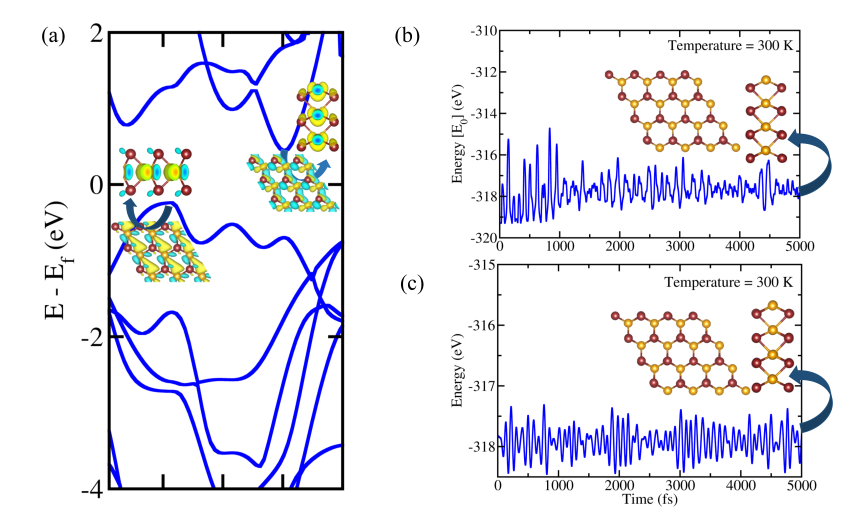 (a)
2
0
-2
-4
E - E_f (eV)
(b)
-310
-312
-314
-316
-318
-320
Energy [E_0] (eV)
Temperature = 300 K
0 1000 2000 3000 4000 5000
(c)
-315
-316
-317
-318
Energy (eV)
Temperature = 300 K
0 1000 2000 3000 4000 5000
Time (fs)